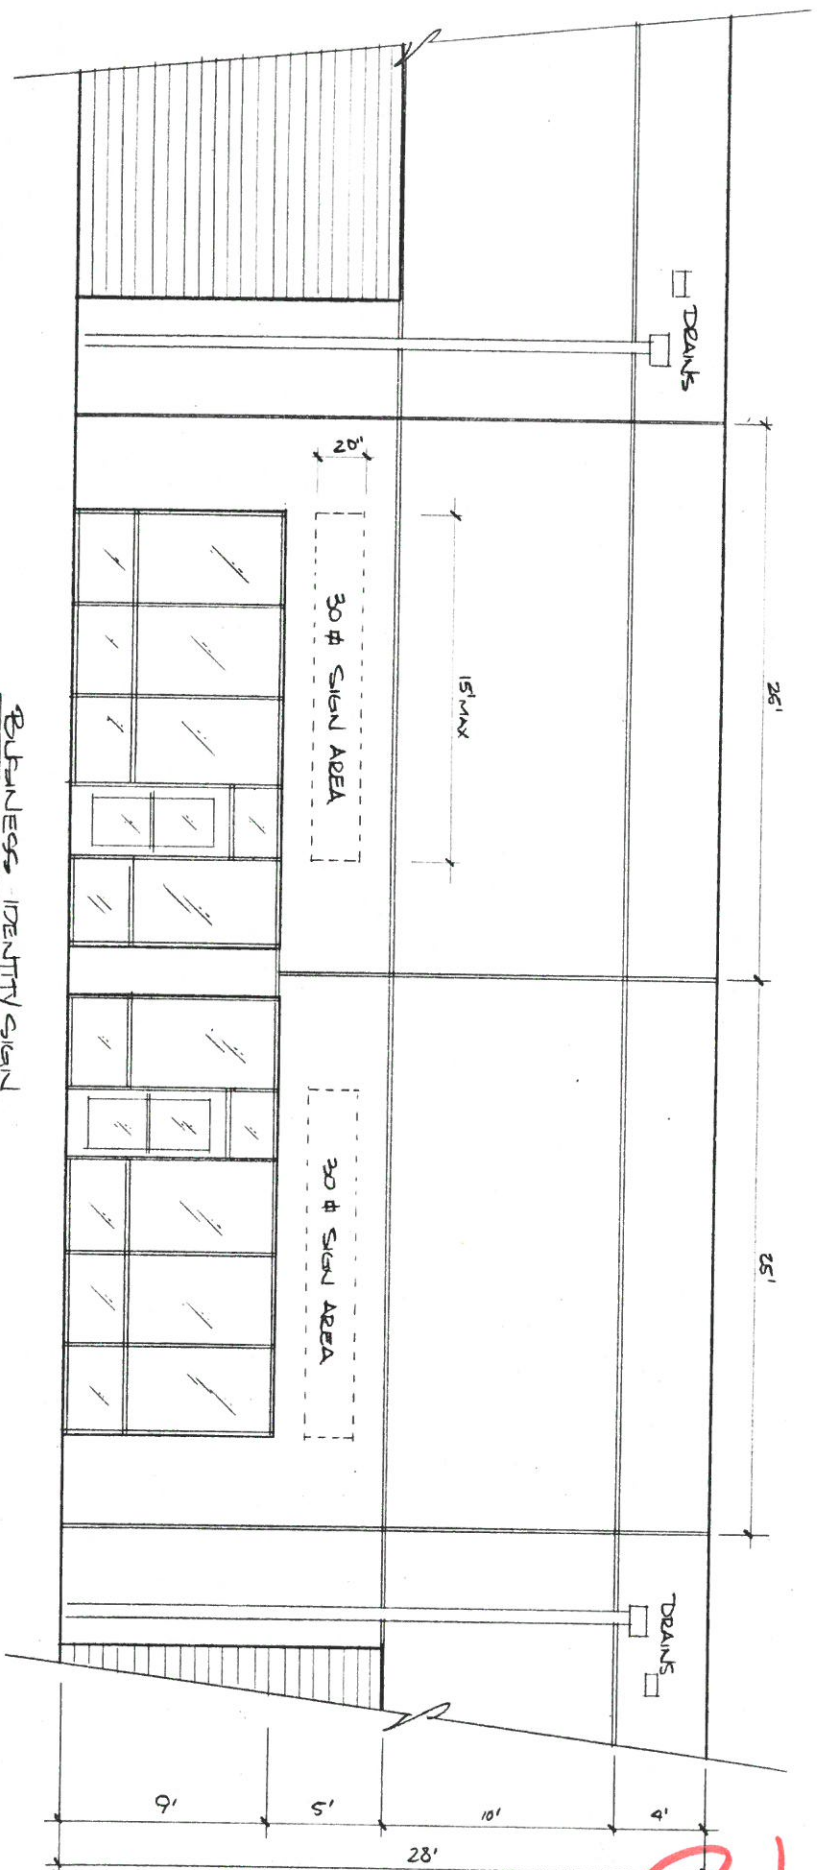 26'
25'
DRAINS
DRAINS
15' MAX
20"
30 # SIGN AREA
30 # SIGN AREA
4'
10'
5'
9'
28'
BUSINESS IDENTITY SIGN